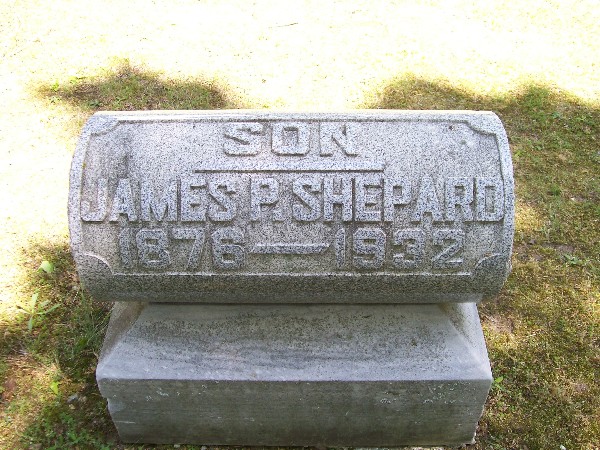 SON
JAMES P. SHEPARD
1876 — 1932